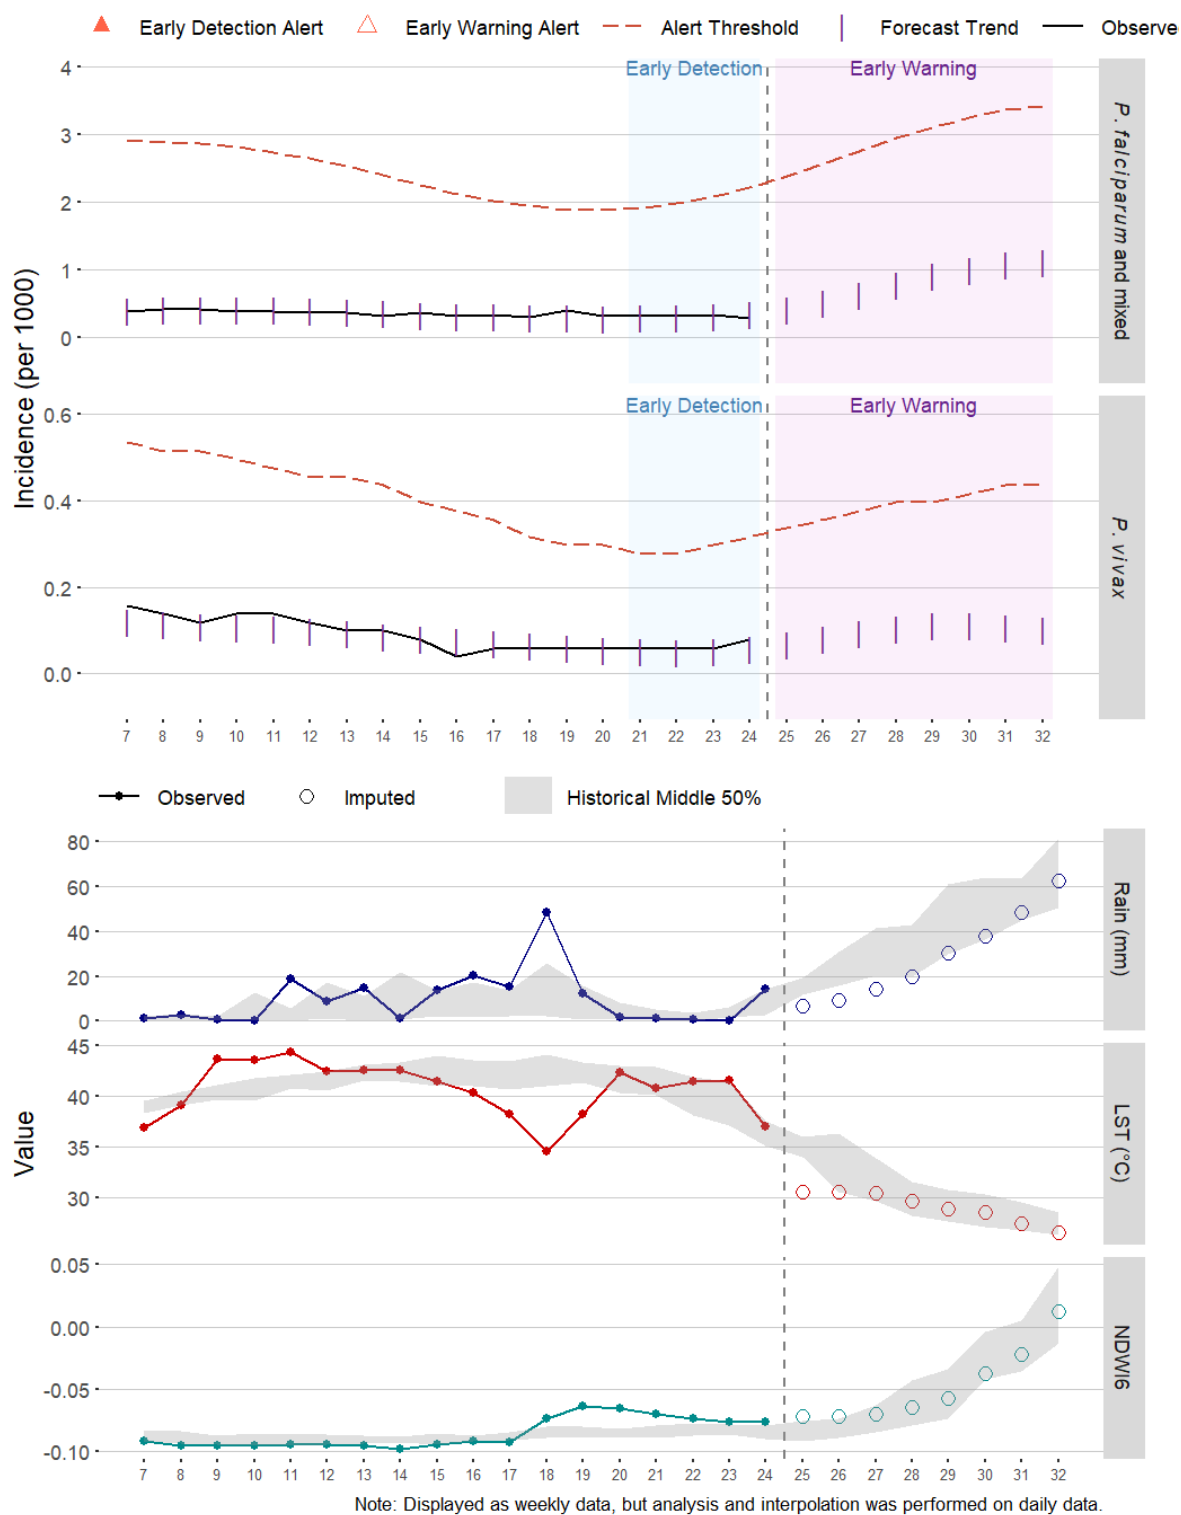 Early Detection Alert Early Warning Alert Alert Threshold Forecast Trend Observe
Incidence (per 1000)
4
3
2
1
0
Early Detection Early Warning
P. falciparum and mixed
0.6
0.4
0.2
0.0
Early Detection Early Warning
P. vivax
7 8 9 10 11 12 13 14 15 16 17 18 19 20 21 22 23 24 25 26 27 28 29 30 31 32
Observed Imputed Historical Middle 50%
Value
80
60
40
20
0
Rain (mm)
45
40
35
30
LST (°C)
0.05
0.00
-0.05
-0.10
NDWI6
7 8 9 10 11 12 13 14 15 16 17 18 19 20 21 22 23 24 25 26 27 28 29 30 31 32
Note: Displayed as weekly data, but analysis and interpolation was performed on daily data.